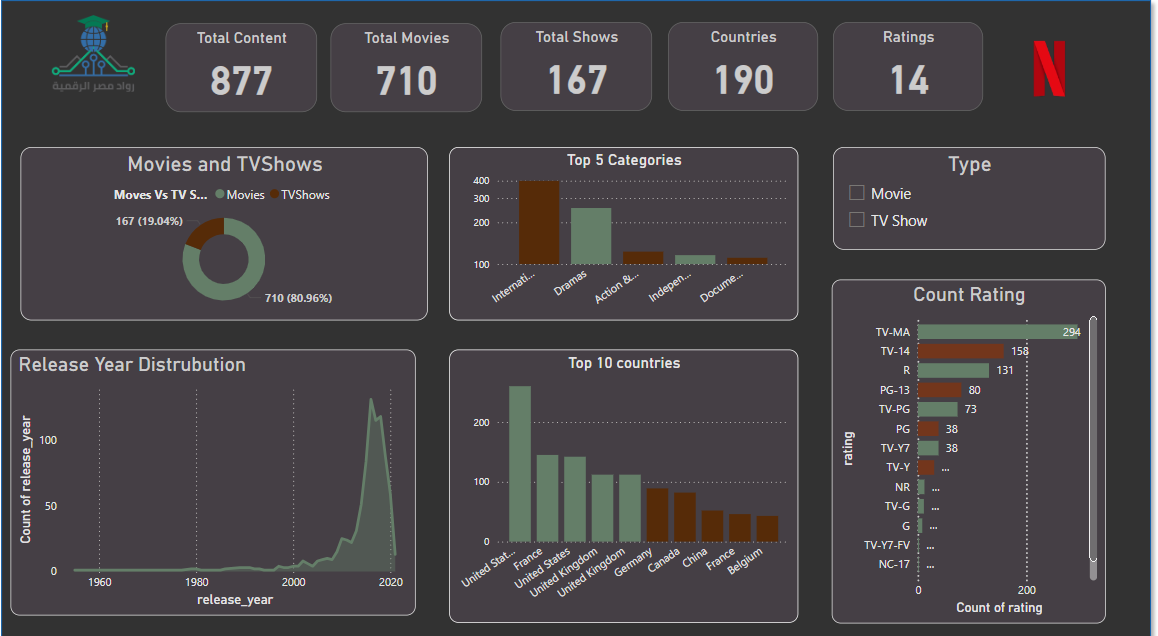 رواد مصر الرقمية
Total Content
877
Total Movies
710
Total Shows
167
Countries
190
Ratings
14
N
Movies and TVShows
Moves Vs TV S... Movies TVShows
167 (19.04%)
710 (80.96%)
Top 5 Categories
400
300
200
100
Internati...
Dramas
Action &...
Indepen...
Docume...
Type
Movie
TV Show
Release Year Distrubution
Count of release_year
100
50
0
1960 1980 2000 2020
release_year
Top 10 countries
200
100
0
United Stat...
France
United States
United Kingdom
United Kingdom
Germany
Canada
China
France
Belgium
Count Rating
rating
TV-MA 294
TV-14 158
R 131
PG-13 80
TV-PG 73
PG 38
TV-Y7 38
TV-Y ...
NR ...
TV-G ...
G ...
TV-Y7-FV ...
NC-17 ...
0 200
Count of rating